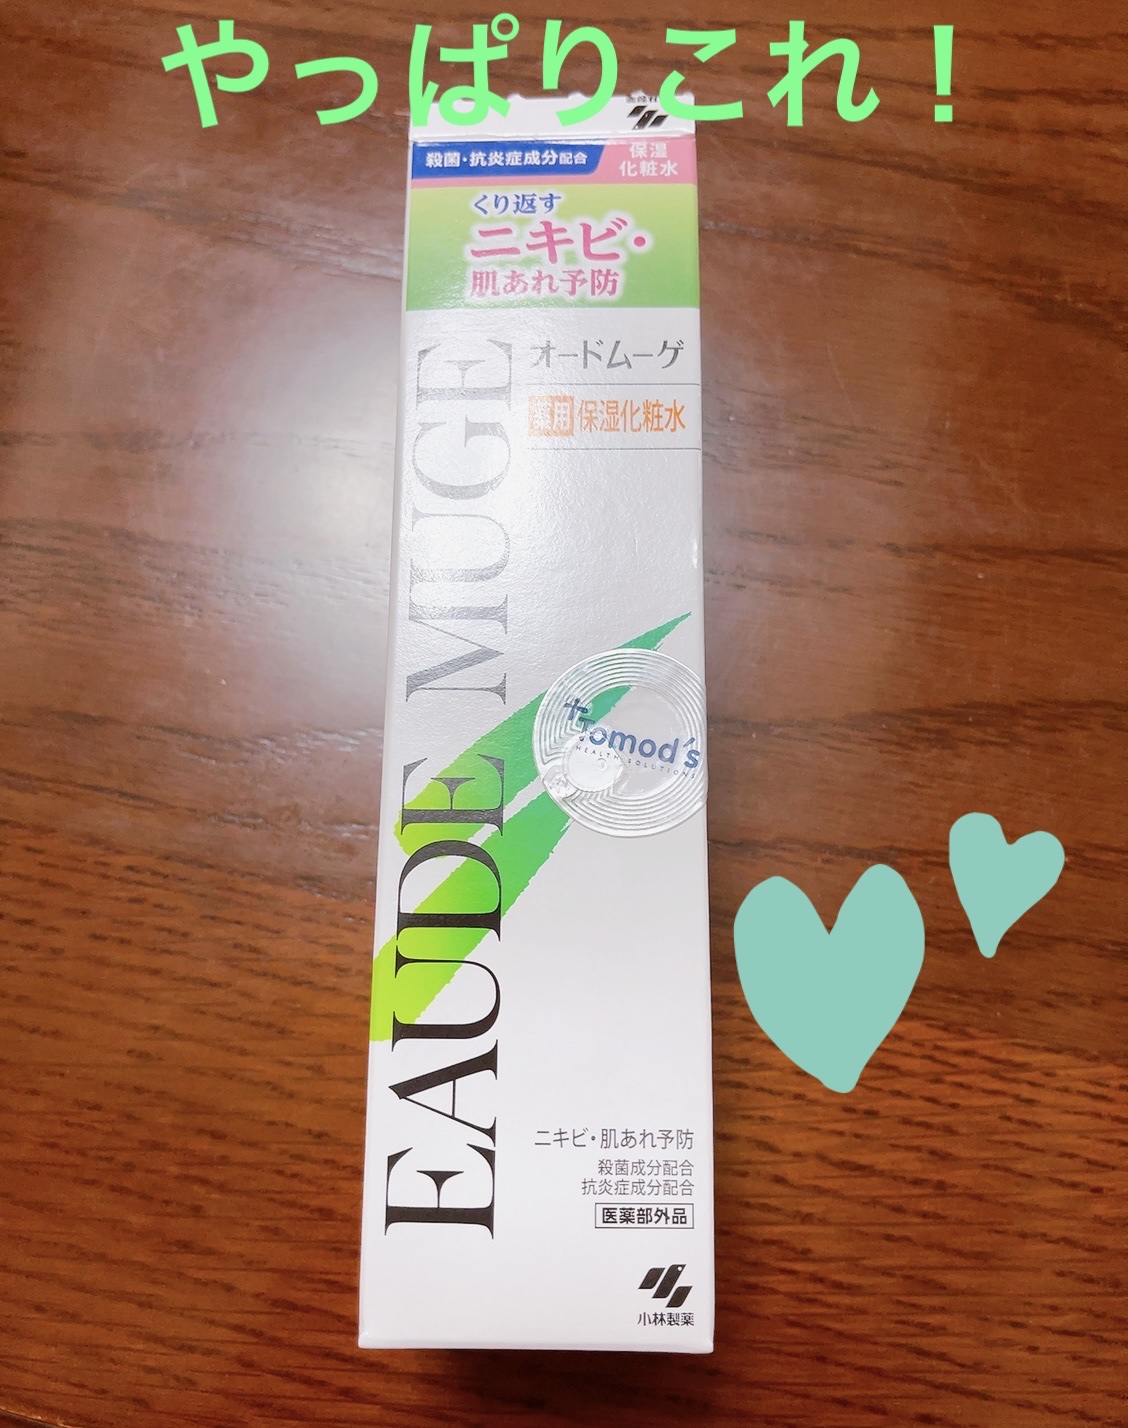 やっぱりこれ！
殺菌・抗炎症成分配合
保湿
化粧水
くり返す
ニキビ・
肌あれ予防
オードムーゲ
薬用 保湿化粧水
EAUDE MUGE
Tomod's
HEALTH SOLUTIONS
ニキビ・肌あれ予防
殺菌成分配合
抗炎症成分配合
医薬部外品
小林製薬